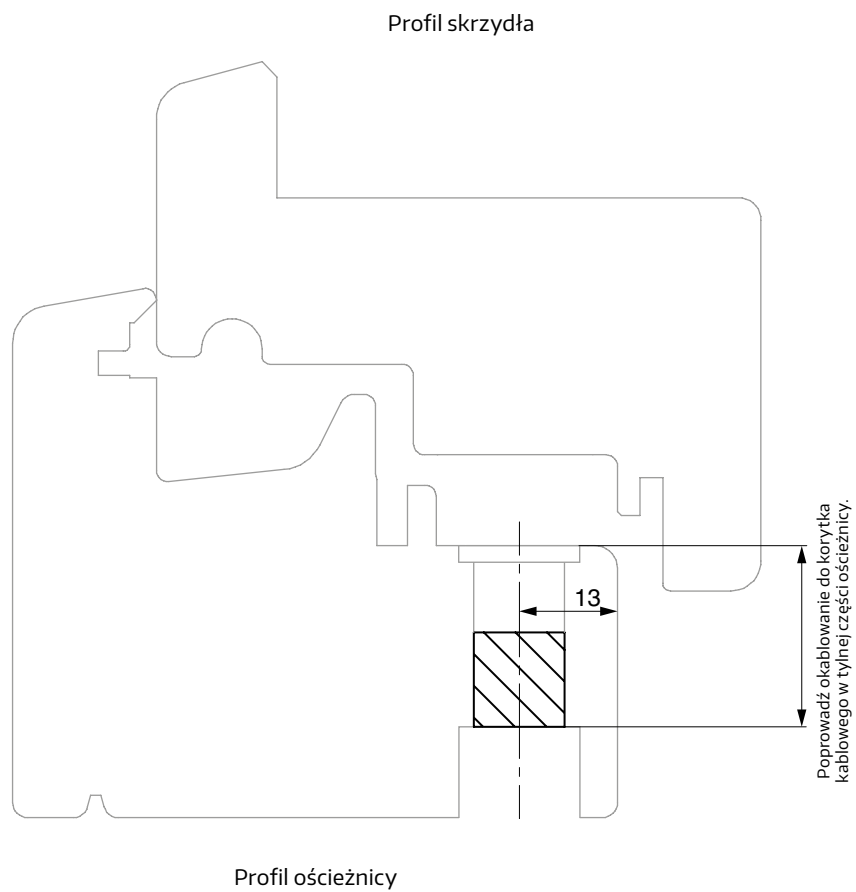 Profil skrzydła
13
Poprowadź okablowanie do korytka
kablowego w tylnej części ościeżnicy.
Profil ościeżnicy